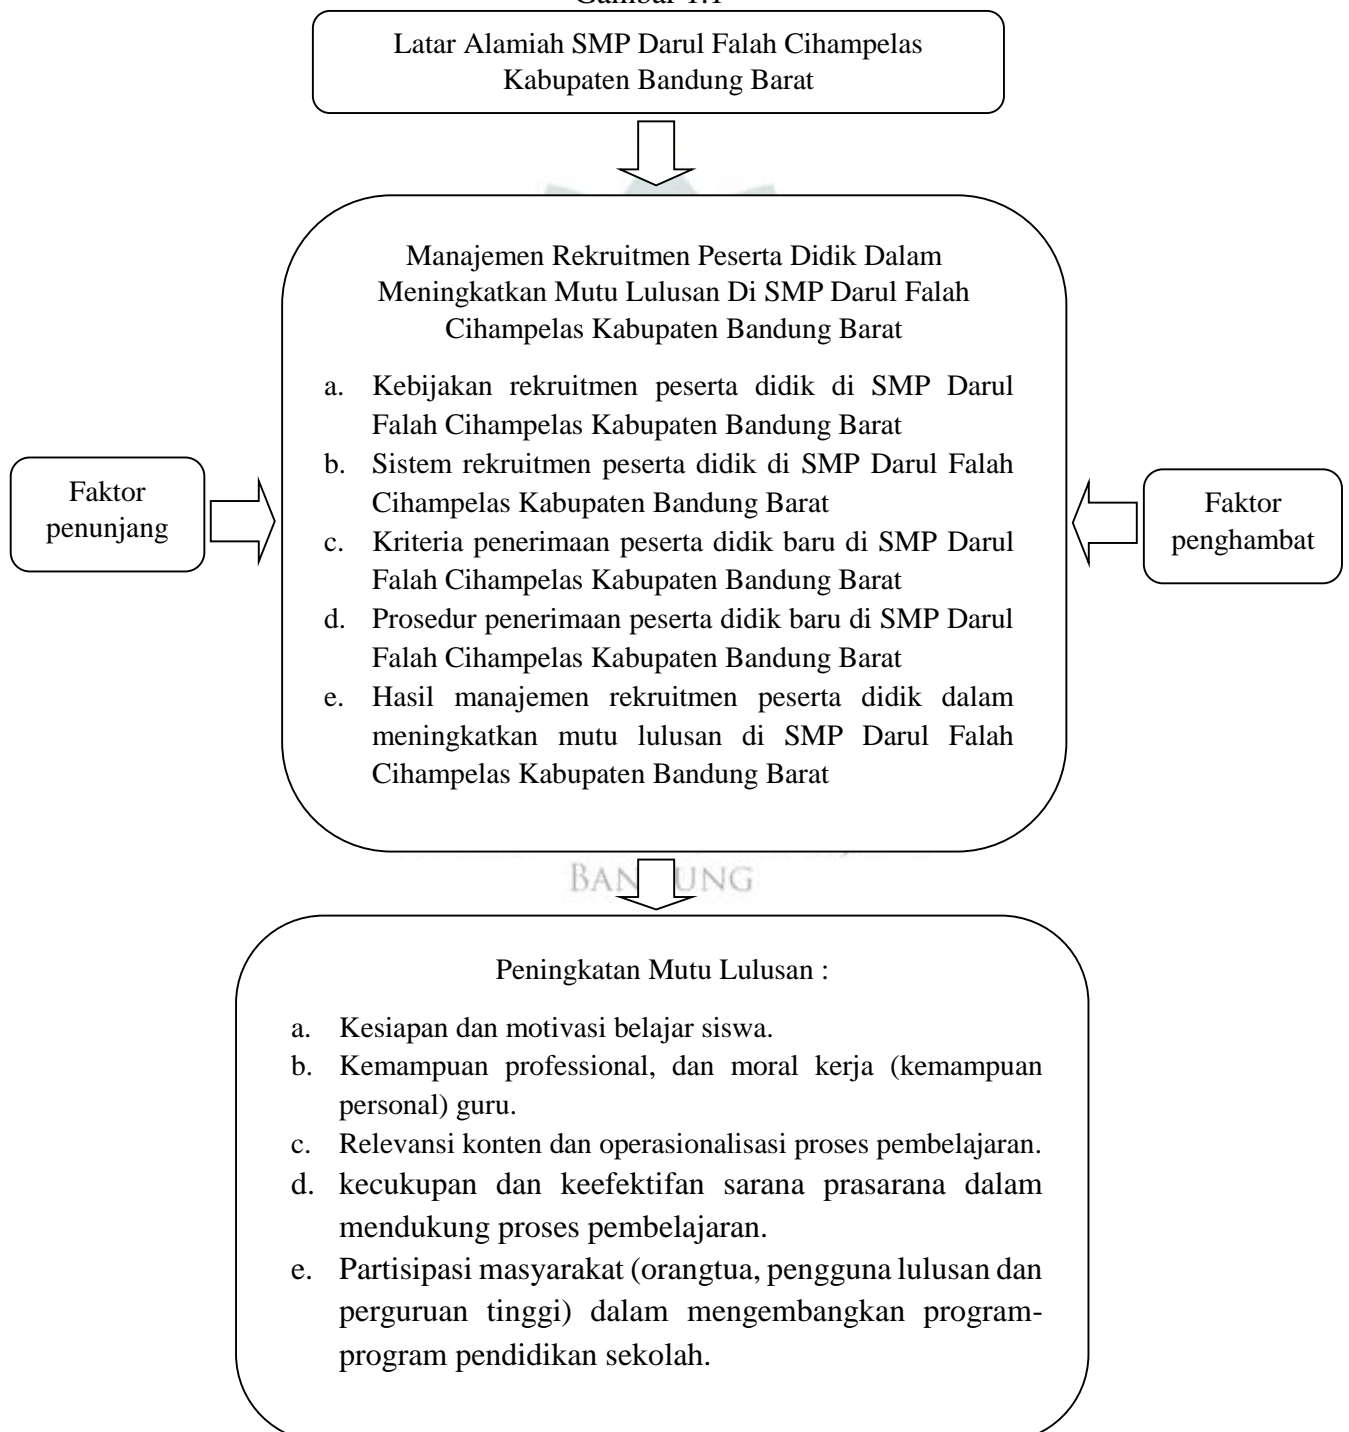 Gambar 1.1
Latar Alamiah SMP Darul Falah Cihampelas
Kabupaten Bandung Barat
Manajemen Rekruitmen Peserta Didik Dalam
Meningkatkan Mutu Lulusan Di SMP Darul Falah
Cihampelas Kabupaten Bandung Barat
a. Kebijakan rekruitmen peserta didik di SMP Darul
Falah Cihampelas Kabupaten Bandung Barat
b. Sistem rekruitmen peserta didik di SMP Darul Falah
Cihampelas Kabupaten Bandung Barat
c. Kriteria penerimaan peserta didik baru di SMP Darul
Falah Cihampelas Kabupaten Bandung Barat
d. Prosedur penerimaan peserta didik baru di SMP Darul
Falah Cihampelas Kabupaten Bandung Barat
e. Hasil manajemen rekruitmen peserta didik dalam
meningkatkan mutu lulusan di SMP Darul Falah
Cihampelas Kabupaten Bandung Barat
Faktor
penunjang
Faktor
penghambat
Peningkatan Mutu Lulusan :
a. Kesiapan dan motivasi belajar siswa.
b. Kemampuan professional, dan moral kerja (kemampuan
personal) guru.
c. Relevansi konten dan operasionalisasi proses pembelajaran.
d. kecukupan dan keefektifan sarana prasarana dalam
mendukung proses pembelajaran.
e. Partisipasi masyarakat (orangtua, pengguna lulusan dan
perguruan tinggi) dalam mengembangkan program-
program pendidikan sekolah.